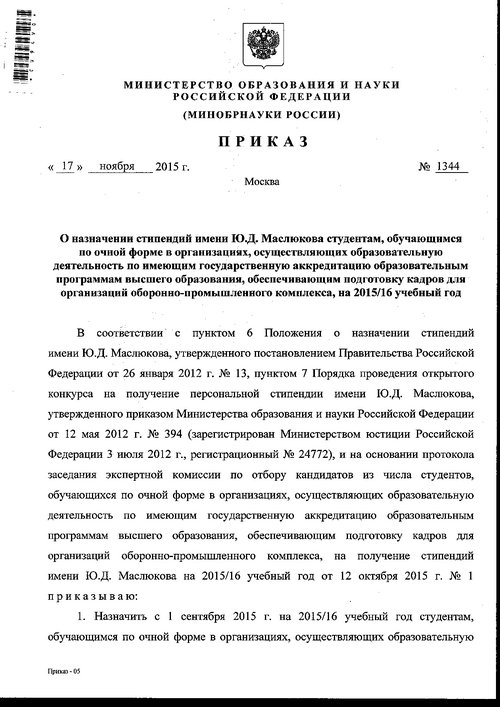 МИНИСТЕРСТВО ОБРАЗОВАНИЯ И НАУКИ
РОССИЙСКОЙ ФЕДЕРАЦИИ
(МИНОБРНАУКИ РОССИИ)
ПРИКАЗ
« 17 » ноября 2015 г. № 1344
Москва
О назначении стипендий имени Ю.Д. Маслюкова студентам, обучающимся
по очной форме в организациях, осуществляющих образовательную
деятельность по имеющим государственную аккредитацию образовательным
программам высшего образования, обеспечивающим подготовку кадров для
организаций оборонно-промышленного комплекса, на 2015/16 учебный год
В соответствии с пунктом 6 Положения о назначении стипендий
имени Ю.Д. Маслюкова, утвержденного постановлением Правительства Российской
Федерации от 26 января 2012 г. № 13, пунктом 7 Порядка проведения открытого
конкурса на получение персональной стипендии имени Ю.Д. Маслюкова,
утвержденного приказом Министерства образования и науки Российской Федерации
от 12 мая 2012 г. № 394 (зарегистрирован Министерством юстиции Российской
Федерации 3 июля 2012 г., регистрационный № 24772), и на основании протокола
заседания экспертной комиссии по отбору кандидатов из числа студентов,
обучающихся по очной форме в организациях, осуществляющих образовательную
деятельность по имеющим государственную аккредитацию образовательным
программам высшего образования, обеспечивающим подготовку кадров для
организаций оборонно-промышленного комплекса, на получение стипендий
имени Ю.Д. Маслюкова на 2015/16 учебный год от 12 октября 2015 г. № 1
приказываю:
1. Назначить с 1 сентября 2015 г. на 2015/16 учебный год студентам,
обучающимся по очной форме в организациях, осуществляющих образовательную
Приказ - 05